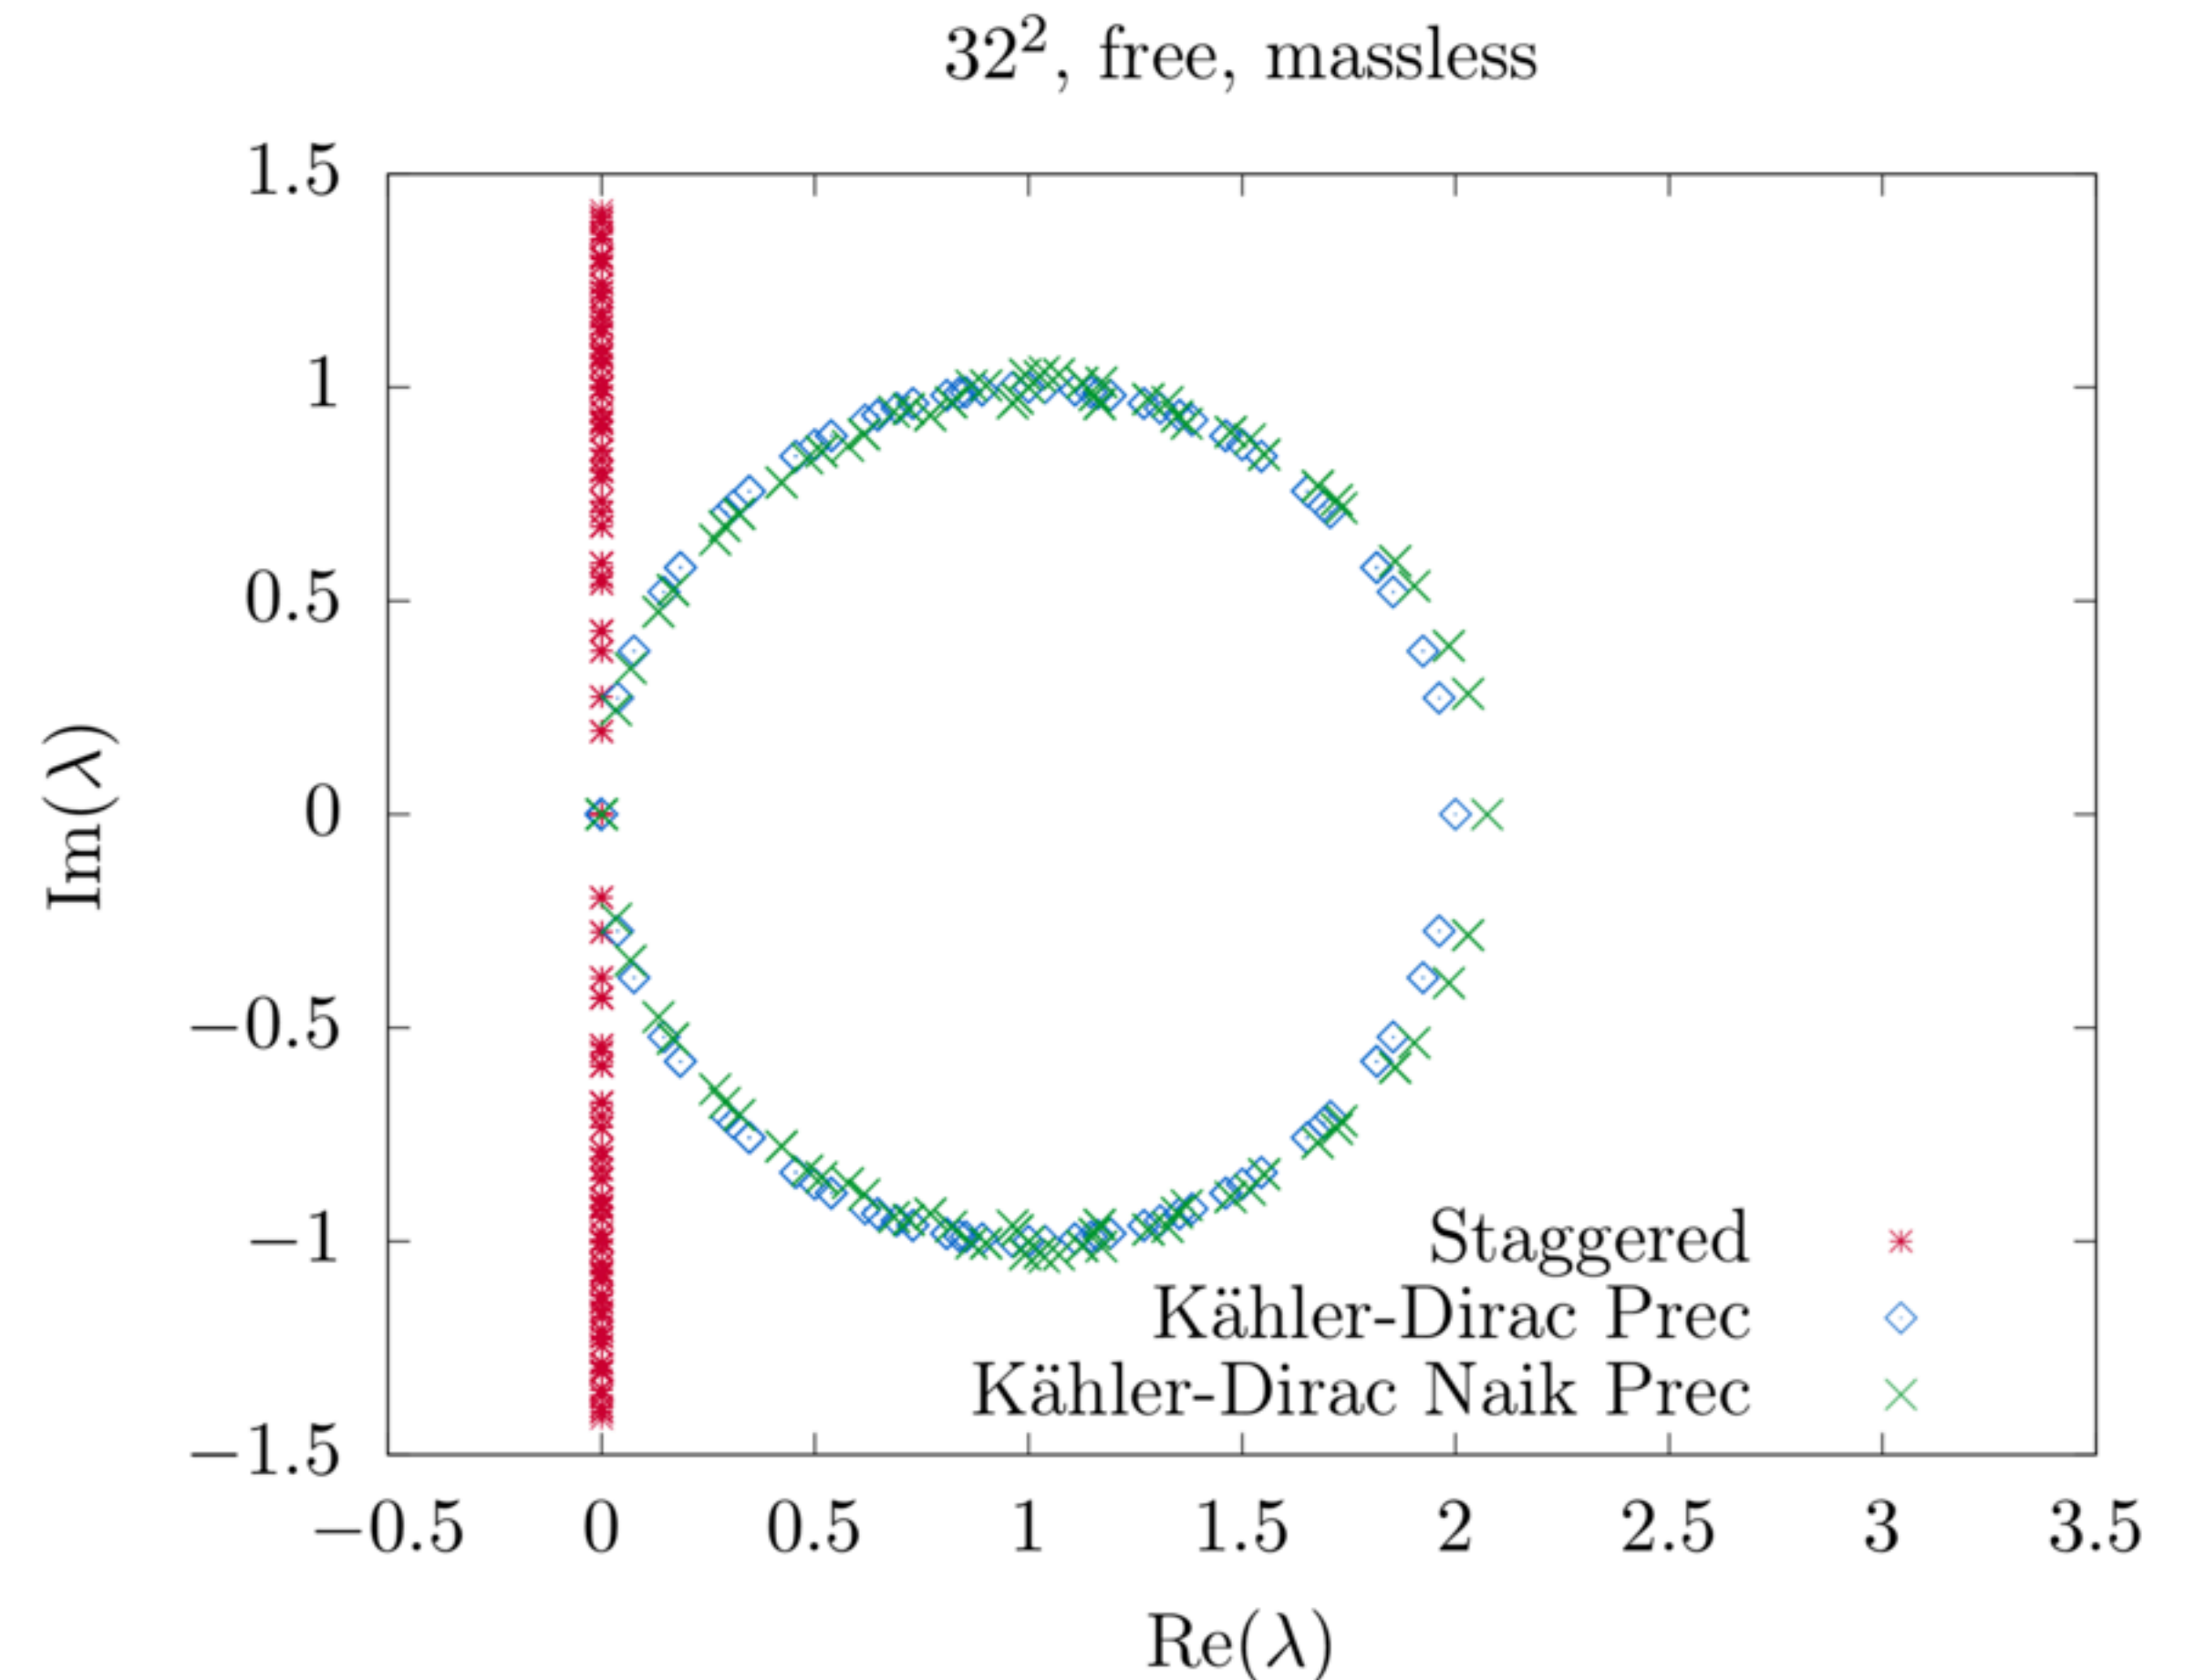 32², free, massless
1.5
1
0.5
0
−0.5
−1
−1.5
Im(λ)
Staggered
Kähler-Dirac Prec
Kähler-Dirac Naik Prec
−0.5 0 0.5 1 1.5 2 2.5 3 3.5
Re(λ)